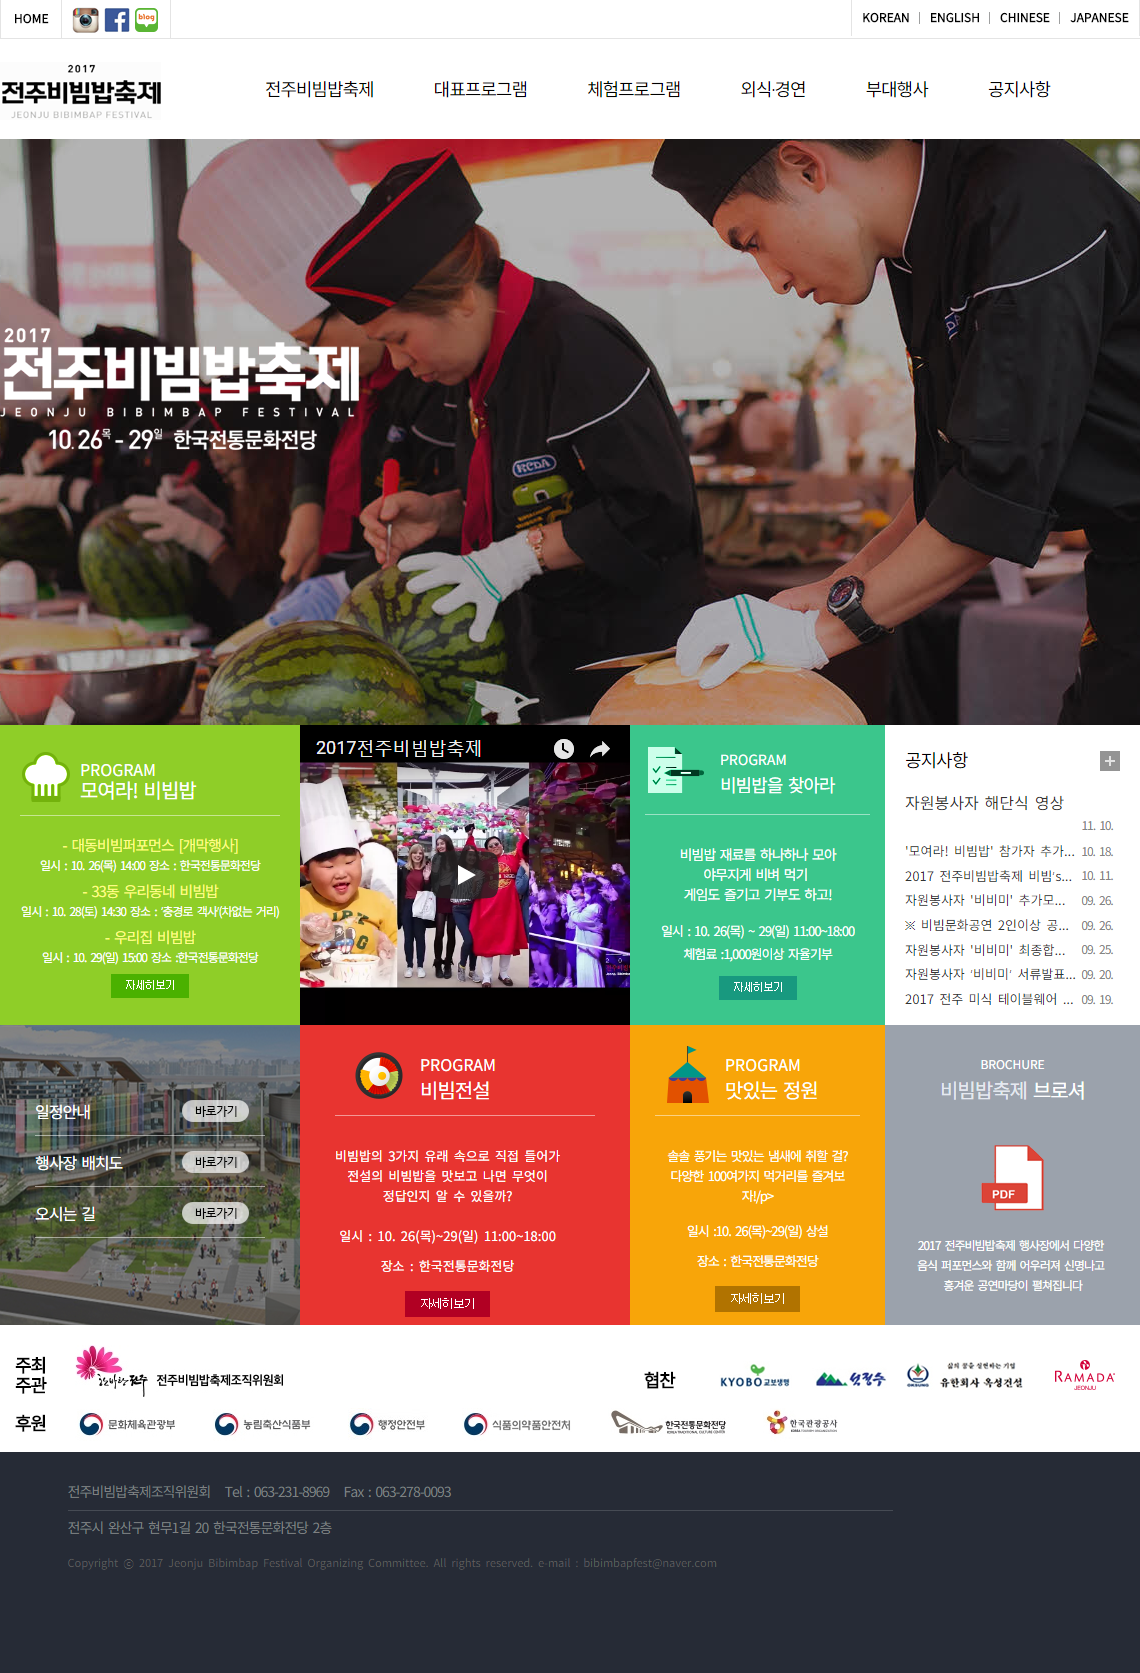 HOME
blog
KOREAN | ENGLISH | CHINESE | JAPANESE
2017
전주비빔밥축제
JEONJU BIBIMBAP FESTIVAL
전주비빔밥축제
대표프로그램
체험프로그램
외식·경연
부대행사
공지사항
KCDA
2017
전주비빔밥축제
JEONJU BIBIMBAP FESTIVAL
10. 26목 - 29일 한국전통문화전당
PROGRAM
모여라! 비빔밥
- 대동비빔퍼포먼스 [개막행사]
일시 : 10. 26(목) 14:00 장소 : 한국전통문화전당
- 33동 우리동네 비빔밥
일시 : 10. 28(토) 14:30 장소 : '충경로 객사'(차없는 거리)
- 우리집 비빔밥
일시 : 10. 29(일) 15:00 장소 :한국전통문화전당
자세히보기
2017전주비빔밥축제
PROGRAM
비빔밥을 찾아라
비빔밥 재료를 하나하나 모아
야무지게 비벼 먹기
게임도 즐기고 기부도 하고!
일시 : 10. 26(목) ~ 29(일) 11:00~18:00
체험료 :1,000원이상 자율기부
자세히보기
공지사항
자원봉사자 해단식 영상
11. 10.
'모여라! 비빔밥' 참가자 추가... 10. 18.
2017 전주비빔밥축제 비빔's... 10. 11.
자원봉사자 '비비미' 추가모... 09. 26.
※ 비빔문화공연 2인이상 공... 09. 26.
자원봉사자 '비비미' 최종합... 09. 25.
자원봉사자 '비비미' 서류발표... 09. 20.
2017 전주 미식 테이블웨어 ... 09. 19.
일정안내 바로가기
행사장 배치도 바로가기
오시는 길 바로가기
PROGRAM
비빔전설
비빔밥의 3가지 유래 속으로 직접 들어가
전설의 비빔밥을 맛보고 나면 무엇이
정답인지 알 수 있을까?
일시 : 10. 26(목)~29(일) 11:00~18:00
장소 : 한국전통문화전당
자세히보기
PROGRAM
맛있는 정원
솔솔 풍기는 맛있는 냄새에 취할 걸?
다양한 100여가지 먹거리를 즐겨보
자!/p>
일시 :10. 26(목)~29(일) 상설
장소 : 한국전통문화전당
자세히보기
BROCHURE
비빔밥축제 브로셔
PDF
2017 전주비빔밥축제 행사장에서 다양한
음식 퍼포먼스와 함께 어우러져 신명나고
흥겨운 공연마당이 펼쳐집니다
주최
주관
전주비빔밥축제조직위원회
협찬
KYOBO 교보생명
삶의 꿈을 실현하는 기업
OKSUNG 유한회사 옥성건설
RAMADA
JEONJU
후원
문화체육관광부
농림축산식품부
행정안전부
식품의약품안전처
한국전통문화전당
KOREA TRADITIONAL CULTURE CENTER
한국관광공사
KOREA TOURISM ORGANIZATION
전주비빔밥축제조직위원회 Tel : 063-231-8969 Fax : 063-278-0093
전주시 완산구 현무1길 20 한국전통문화전당 2층
Copyright ⓒ 2017 Jeonju Bibimbap Festival Organizing Committee. All rights reserved. e-mail : bibimbapfest@naver.com